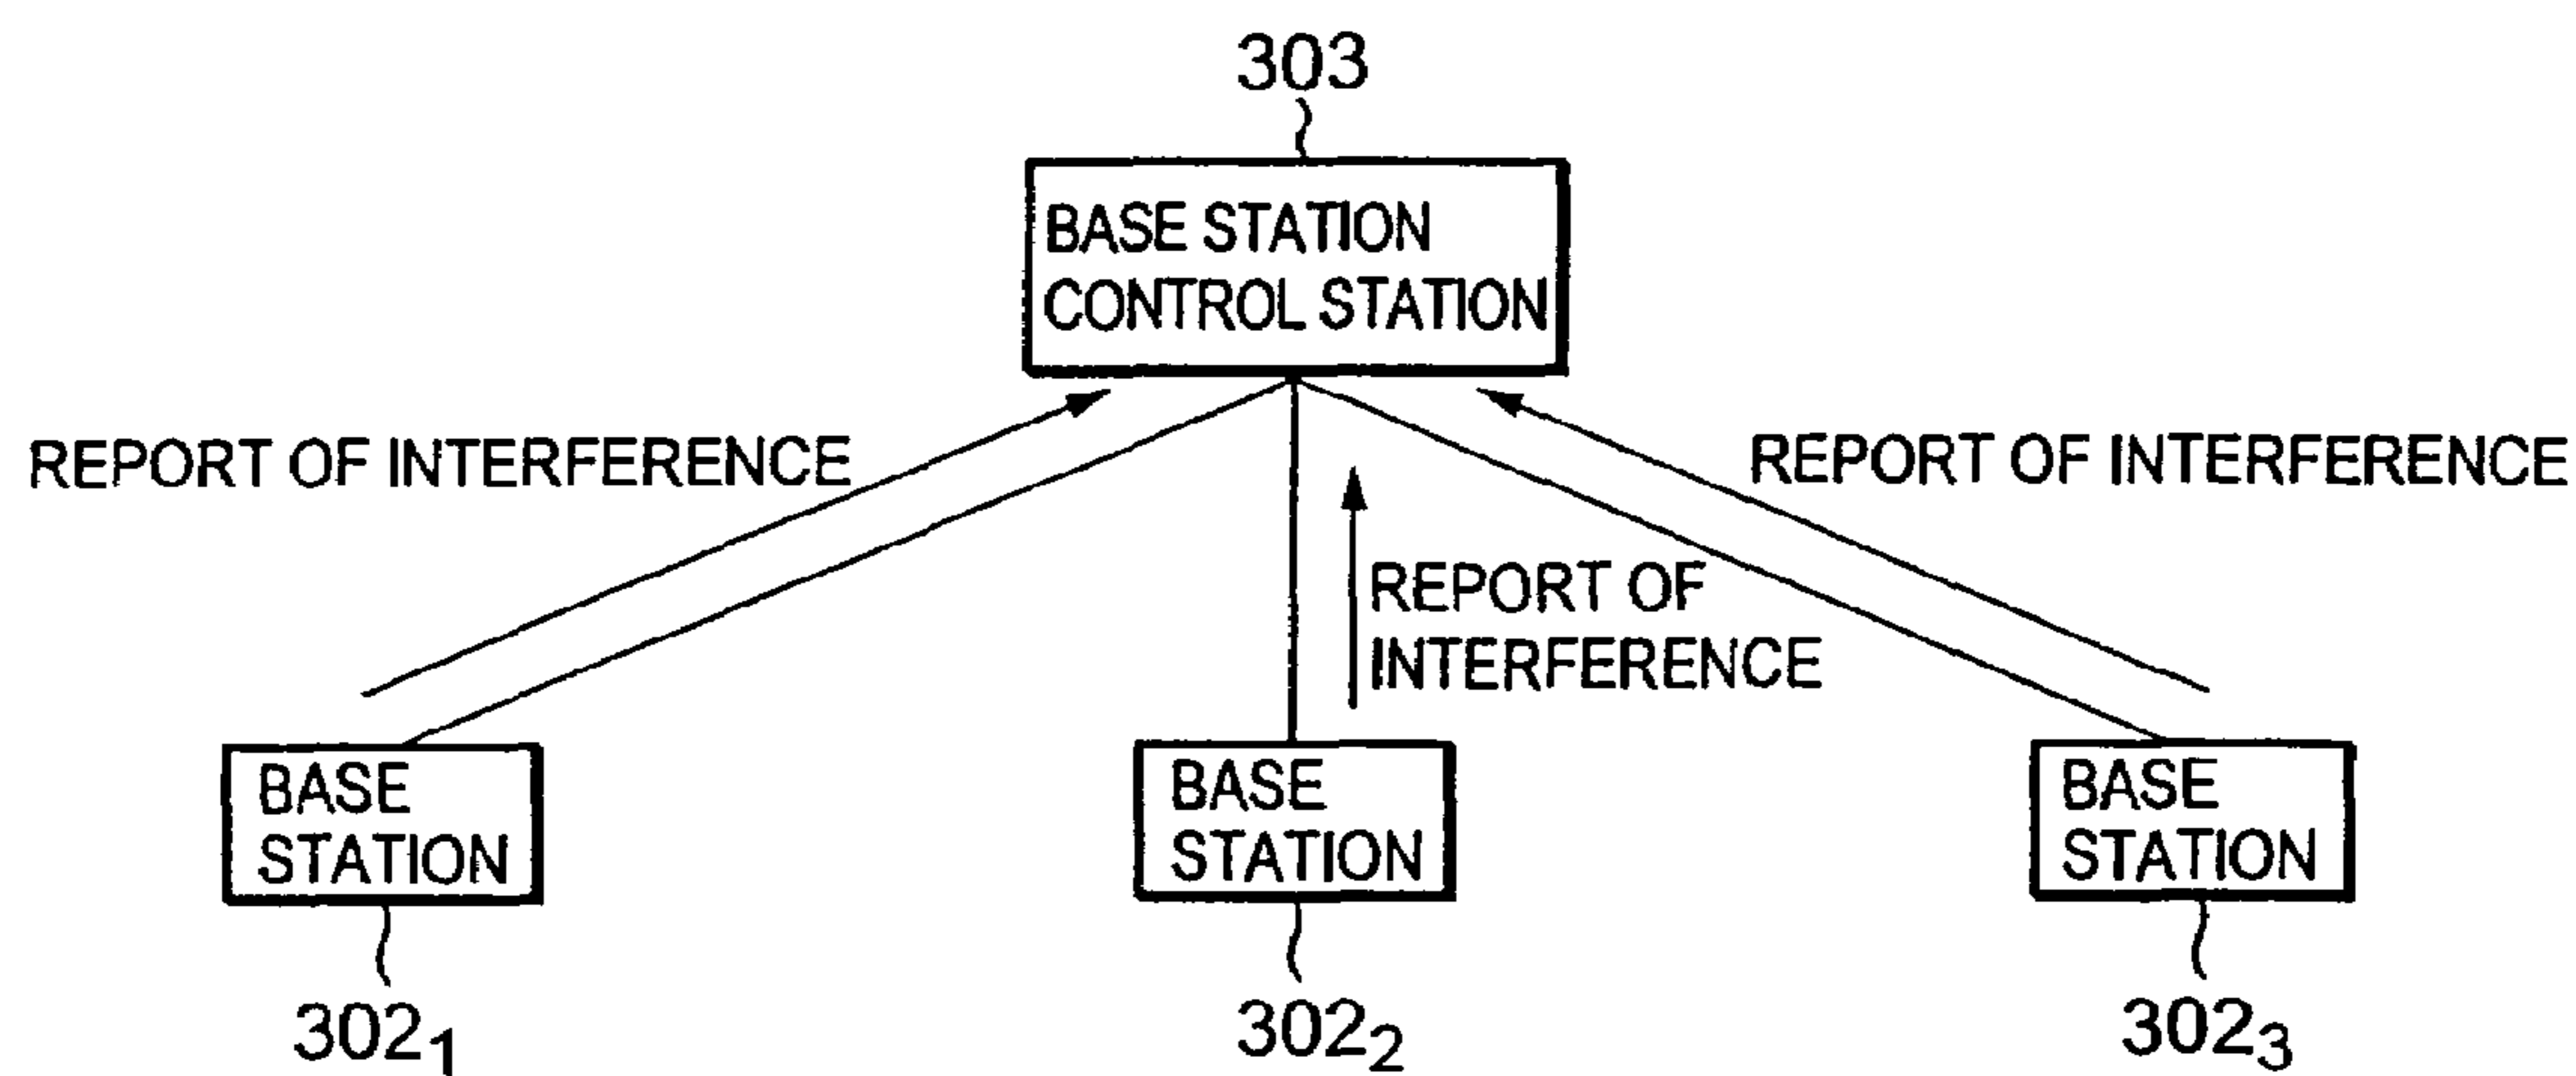 303
BASE STATION
CONTROL STATION
REPORT OF INTERFERENCE
REPORT OF INTERFERENCE
REPORT OF
INTERFERENCE
BASE
STATION
BASE
STATION
BASE
STATION
302₁
302₂
302₃